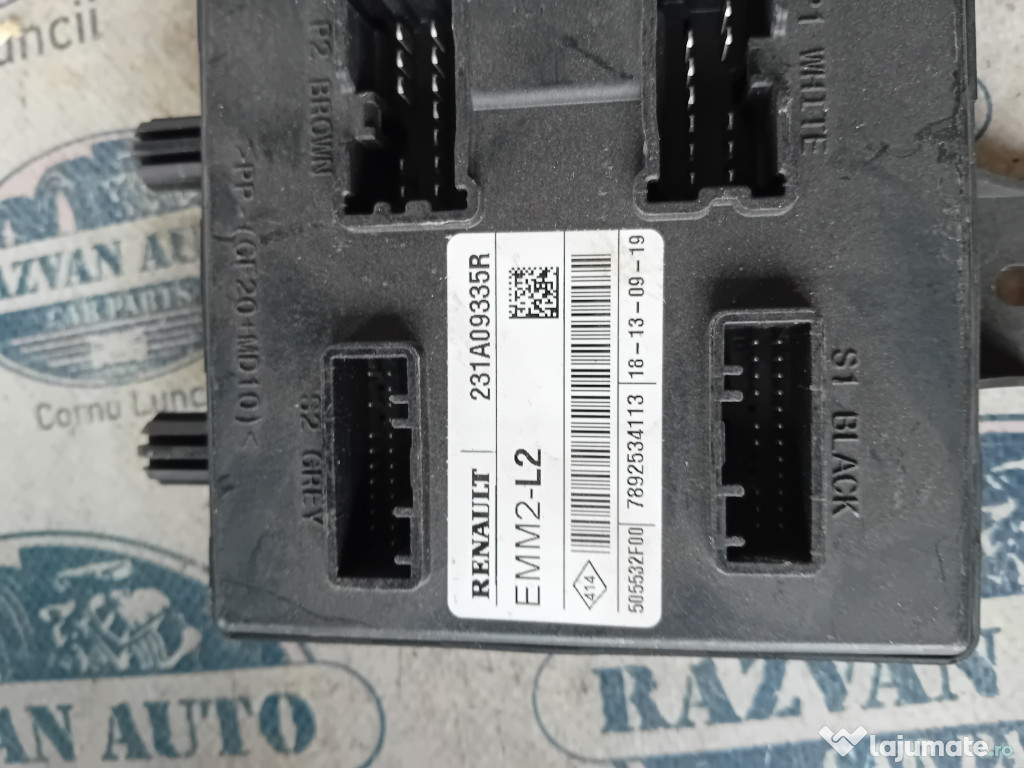 RENAULT 231A09335R
EMM2-L2
414
505532F00 7892534113 18-13-09-19
P2 BROWN
P1 WHITE
S2 GREY
S1 BLACK
>PP-(GF20+MD10)<
RAZVAN AUTO
CAR PARTS
Cornu Luncii
RAZVAN
AN AUTO
uncii
lajumate.ro